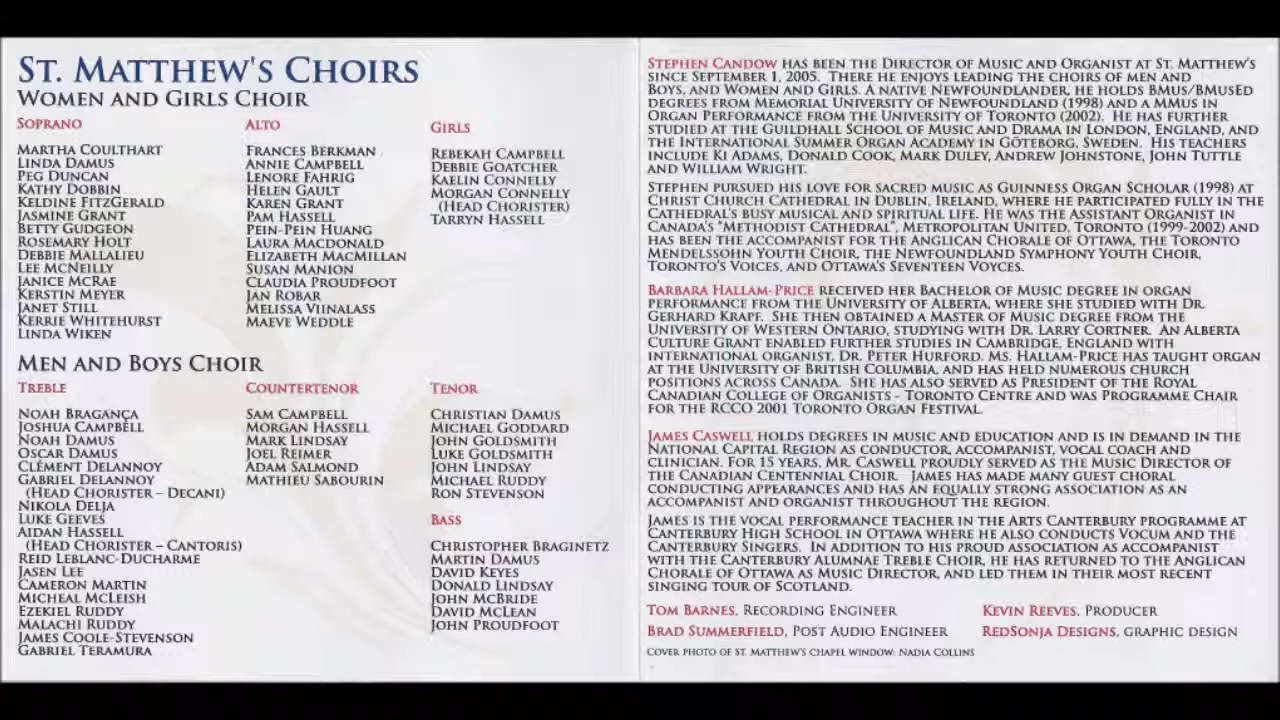 St. Matthew's Choirs
Women and Girls Choir
Soprano
Martha Coulthart
Linda Damus
Peg Duncan
Kathy Dobbin
Keldine FitzGerald
Jasmine Grant
Betty Gudgeon
Rosemary Holt
Debbie Mallalieu
Lee McNeilly
Janice McRae
Kerstin Meyer
Janet Still
Kerrie Whitehurst
Linda Wiken
Alto
Frances Berkman
Annie Campbell
Lenore Fahrig
Helen Gault
Karen Grant
Pam Hassell
Pein-Pein Huang
Laura Macdonald
Elizabeth MacMillan
Susan Manion
Claudia Proudfoot
Jan Robar
Melissa Viinalass
Maeve Weddle
Girls
Rebekah Campbell
Debbie Goatcher
Kaelin Connelly
Morgan Connelly
(Head Chorister)
Tarryn Hassell
Men and Boys Choir
Treble
Noah Bragança
Joshua Campbell
Noah Damus
Oscar Damus
Clément Delannoy
Gabriel Delannoy
(Head Chorister – Decani)
Nikola Delja
Luke Geeves
Aidan Hassell
(Head Chorister – Cantoris)
Reid Leblanc-Ducharme
Jasen Lee
Cameron Martin
Micheal McLeish
Ezekiel Ruddy
Malachi Ruddy
James Coole-Stevenson
Gabriel Teramura
Countertenor
Sam Campbell
Morgan Hassell
Mark Lindsay
Joel Reimer
Adam Salmond
Mathieu Sabourin
Tenor
Christian Damus
Michael Goddard
John Goldsmith
Luke Goldsmith
John Lindsay
Michael Ruddy
Ron Stevenson
Bass
Christopher Braginetz
Martin Damus
David Keyes
Donald Lindsay
John McBride
David McLean
John Proudfoot
Stephen Candow has been the Director of Music and Organist at St. Matthew's
since September 1, 2005. There he enjoys leading the choirs of Men and
Boys, and Women and Girls. A native Newfoundlander, he holds BMus/BMusEd
degrees from Memorial University of Newfoundland (1998) and a MMus in
Organ Performance from the University of Toronto (2002). He has further
studied at the Guildhall School of Music and Drama in London, England, and
the International Summer Organ Academy in Göteborg, Sweden. His teachers
include Ki Adams, Donald Cook, Mark Duley, Andrew Johnstone, John Tuttle
and William Wright.
Stephen pursued his love for sacred music as Guinness Organ Scholar (1998) at
Christ Church Cathedral in Dublin, Ireland, where he participated fully in the
Cathedral's busy musical and spiritual life. He was the Assistant Organist in
Canada's "Methodist Cathedral", Metropolitan United, Toronto (1999-2002) and
has been the accompanist for the Anglican Chorale of Ottawa, the Toronto
Mendelssohn Youth Choir, the Newfoundland Symphony Youth Choir,
Toronto's Voices, and Ottawa's Seventeen Voyces.
Barbara Hallam-Price received her Bachelor of Music degree in organ
performance from the University of Alberta, where she studied with Dr.
Gerhard Krapf. She then obtained a Master of Music degree from the
University of Western Ontario, studying with Dr. Larry Cortner. An Alberta
Culture Grant enabled further studies in Cambridge, England with
international organist, Dr. Peter Hurford. Ms. Hallam-Price has taught organ
at the University of British Columbia, and has held numerous church
positions across Canada. She has also served as President of the Royal
Canadian College of Organists – Toronto Centre and was Programme Chair
for the RCCO 2001 Toronto Organ Festival.
James Caswell holds degrees in music and education and is in demand in the
National Capital Region as conductor, accompanist, vocal coach and
clinician. For 15 years, Mr. Caswell proudly served as the Music Director of
the Canadian Centennial Choir. James has made many guest choral
conducting appearances and has an equally strong association as an
accompanist and organist throughout the region.
James is the vocal performance teacher in the Arts Canterbury programme at
Canterbury High School in Ottawa where he also conducts Vocum and the
Canterbury Singers. In addition to his proud association as accompanist
with the Canterbury Alumnae Treble Choir, he has returned to the Anglican
Chorale of Ottawa as Music Director, and led them in their most recent
singing tour of Scotland.
Tom Barnes, Recording Engineer
Kevin Reeves, Producer
Brad Summerfield, Post Audio Engineer
RedSonja Designs, graphic design
Cover photo of St. Matthew's chapel window: Nadia Collins